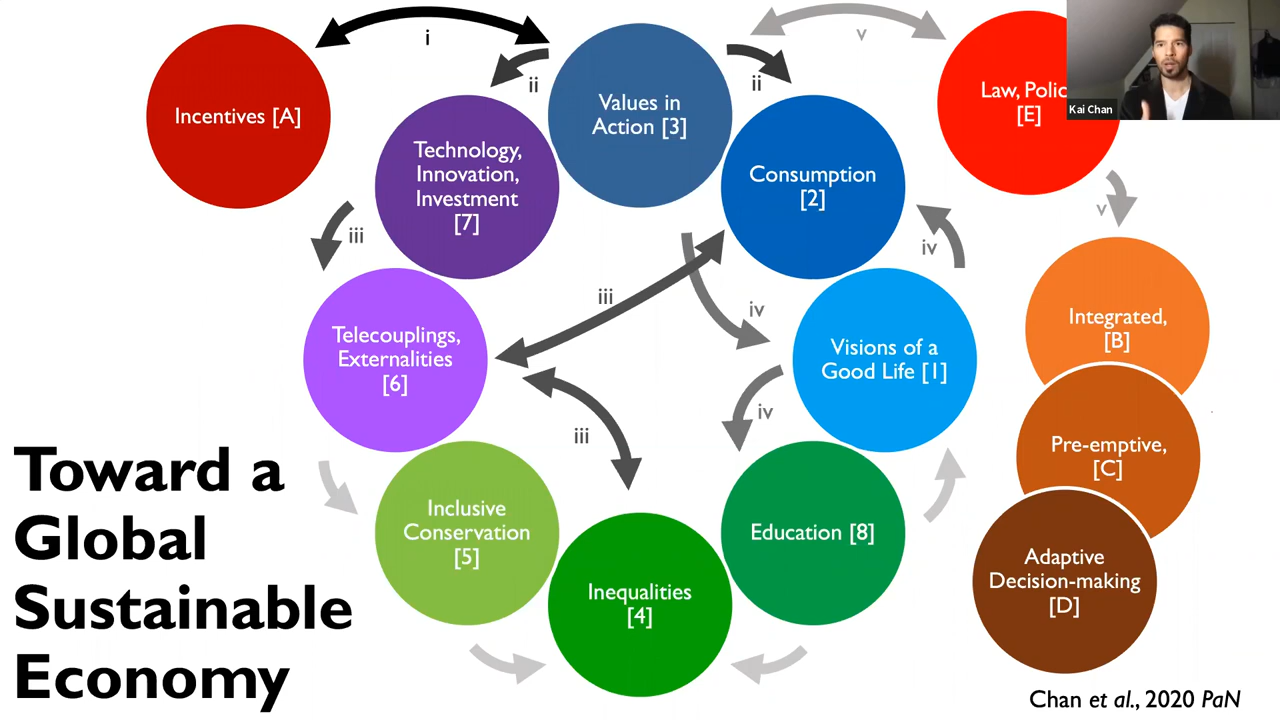 i
v
Incentives [A]
ii
Values in
Action [3]
ii
Law, Polic
[E]
Kai Chan
Technology,
Innovation,
Investment
[7]
Consumption
[2]
iii
iv
v
iii
iv
Telecouplings,
Externalities
[6]
Visions of a
Good Life [1]
Integrated,
[B]
iii
iv
Pre-emptive,
[C]
Toward a
Global
Sustainable
Economy
Inclusive
Conservation
[5]
Education [8]
Inequalities
[4]
Adaptive
Decision-making
[D]
Chan et al., 2020 PaN